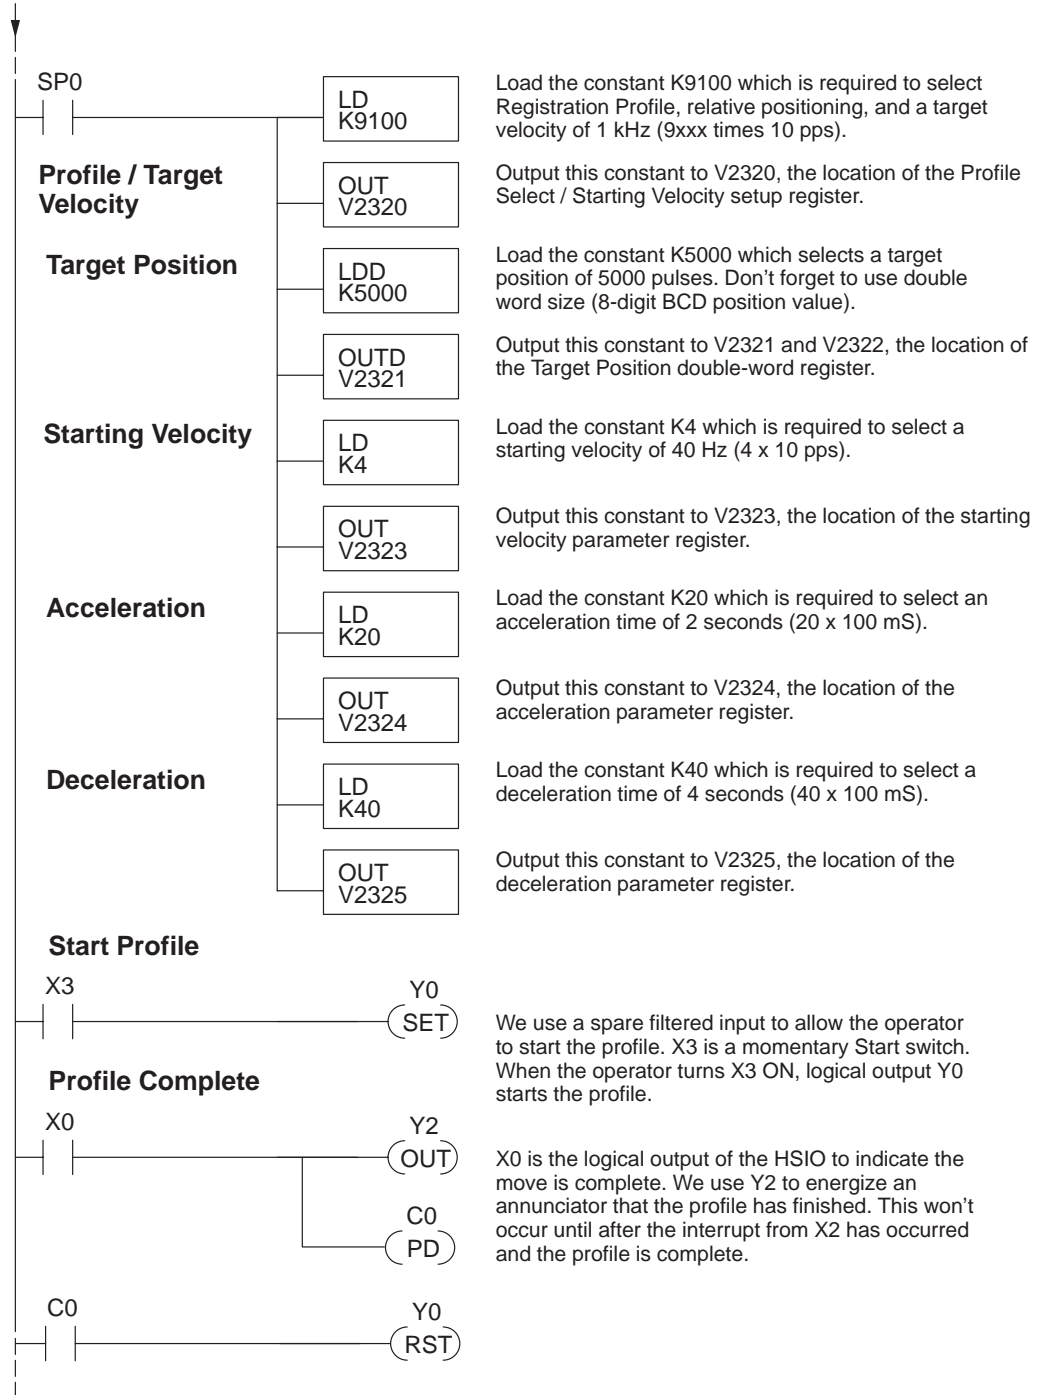 SP0
LD
K9100
Load the constant K9100 which is required to select
Registration Profile, relative positioning, and a target
velocity of 1 kHz (9xxx times 10 pps).
Profile / Target
Velocity
OUT
V2320
Output this constant to V2320, the location of the Profile
Select / Starting Velocity setup register.
Target Position
LDD
K5000
Load the constant K5000 which selects a target
position of 5000 pulses. Don't forget to use double
word size (8-digit BCD position value).
OUTD
V2321
Output this constant to V2321 and V2322, the location of
the Target Position double-word register.
Starting Velocity
LD
K4
Load the constant K4 which is required to select a
starting velocity of 40 Hz (4 x 10 pps).
OUT
V2323
Output this constant to V2323, the location of the starting
velocity parameter register.
Acceleration
LD
K20
Load the constant K20 which is required to select an
acceleration time of 2 seconds (20 x 100 mS).
OUT
V2324
Output this constant to V2324, the location of the
acceleration parameter register.
Deceleration
LD
K40
Load the constant K40 which is required to select a
deceleration time of 4 seconds (40 x 100 mS).
OUT
V2325
Output this constant to V2325, the location of the
deceleration parameter register.
Start Profile
X3
Y0
SET
We use a spare filtered input to allow the operator
to start the profile. X3 is a momentary Start switch.
When the operator turns X3 ON, logical output Y0
starts the profile.
Profile Complete
X0
Y2
OUT
X0 is the logical output of the HSIO to indicate the
move is complete. We use Y2 to energize an
annunciator that the profile has finished. This won't
occur until after the interrupt from X2 has occurred
and the profile is complete.
C0
PD
C0
Y0
RST